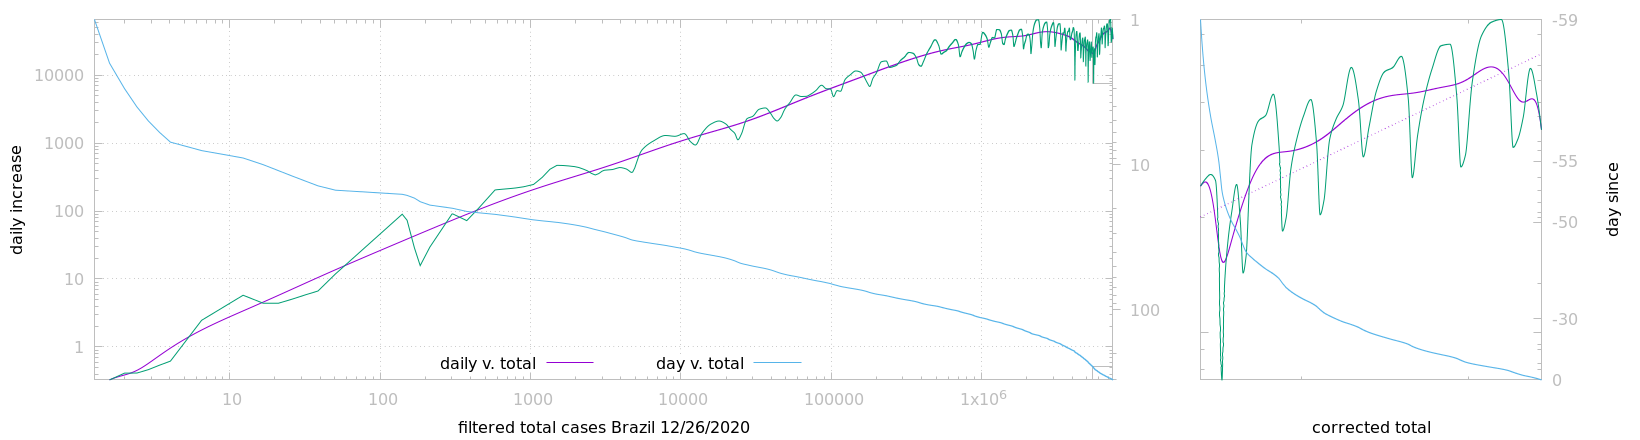 daily increase
10000
1000
100
10
1
10
100
1000
10000
100000
1x10⁶
1
10
100
daily v. total
day v. total
filtered total cases Brazil 12/26/2020
-59
-55
-50
-30
0
day since
corrected total